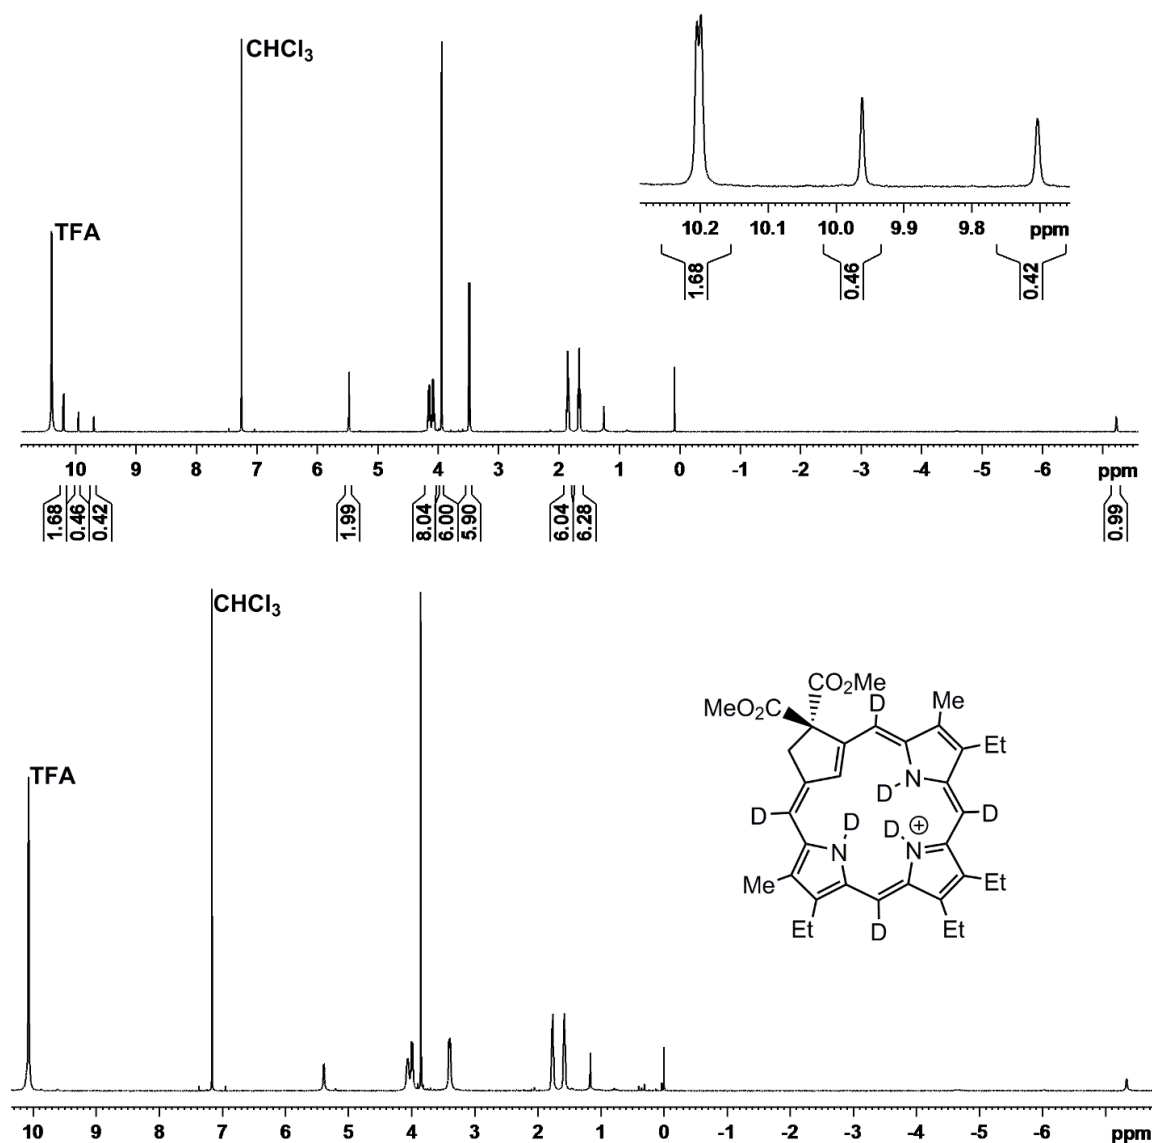 CHCl3
TFA
10.2 10.1 10.0 9.9 9.8 ppm
1.68 0.46 0.42
10 9 8 7 6 5 4 3 2 1 0 -1 -2 -3 -4 -5 -6 ppm
1.68 0.46 0.42 1.99 8.04 6.00 5.90 6.04 6.28 0.99
CHCl3
TFA
CO2Me
MeO2C D Me
Et
N
D
D D D ⊕ D
N N
Me Et
Et D Et
10 9 8 7 6 5 4 3 2 1 0 -1 -2 -3 -4 -5 -6 ppm